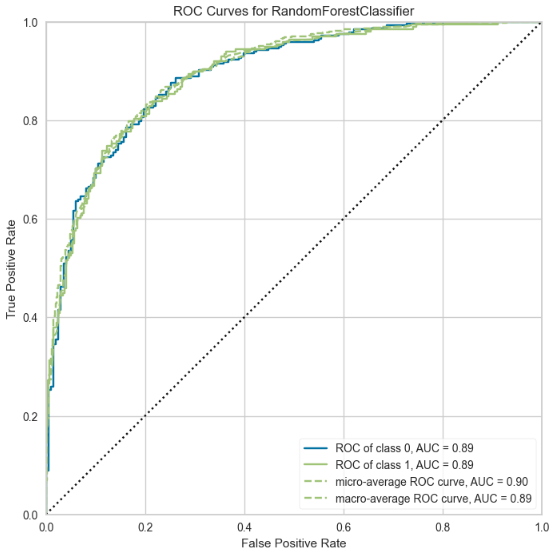 ROC Curves for RandomForestClassifier
1.0
0.8
0.6
0.4
0.2
0.0
True Positive Rate
ROC of class 0, AUC = 0.89
ROC of class 1, AUC = 0.89
micro-average ROC curve, AUC = 0.90
macro-average ROC curve, AUC = 0.89
0.0 0.2 0.4 0.6 0.8 1.0
False Positive Rate